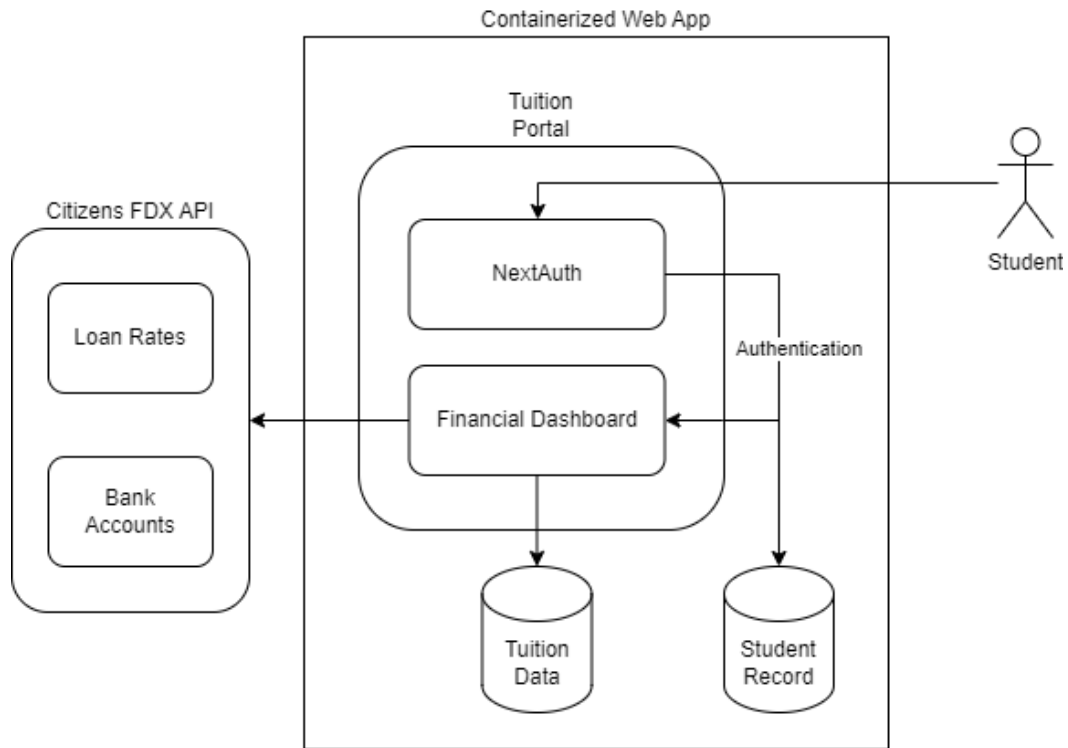 Containerized Web App
Tuition
Portal
Citizens FDX API
NextAuth
Student
Loan Rates
Authentication
Financial Dashboard
Bank
Accounts
Tuition
Data
Student
Record